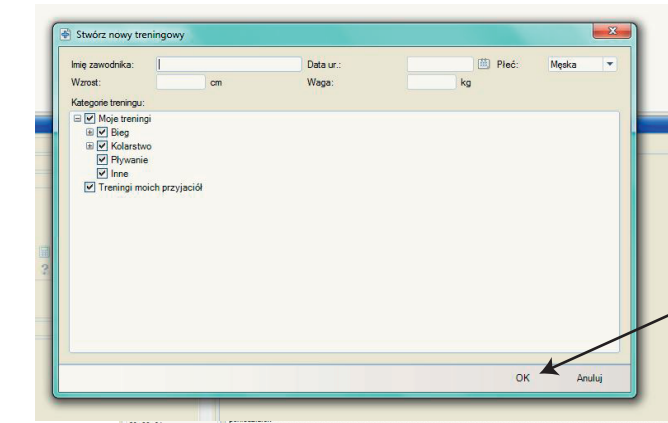 Stwórz nowy treningowy
Imię zawodnika: Data ur.: Płeć: Męska
Wzrost: cm Waga: kg
Kategorie treningu:
Moje treningi
Bieg
Kolarstwo
Pływanie
Inne
Treningi moich przyjaciół
?
OK Anuluj